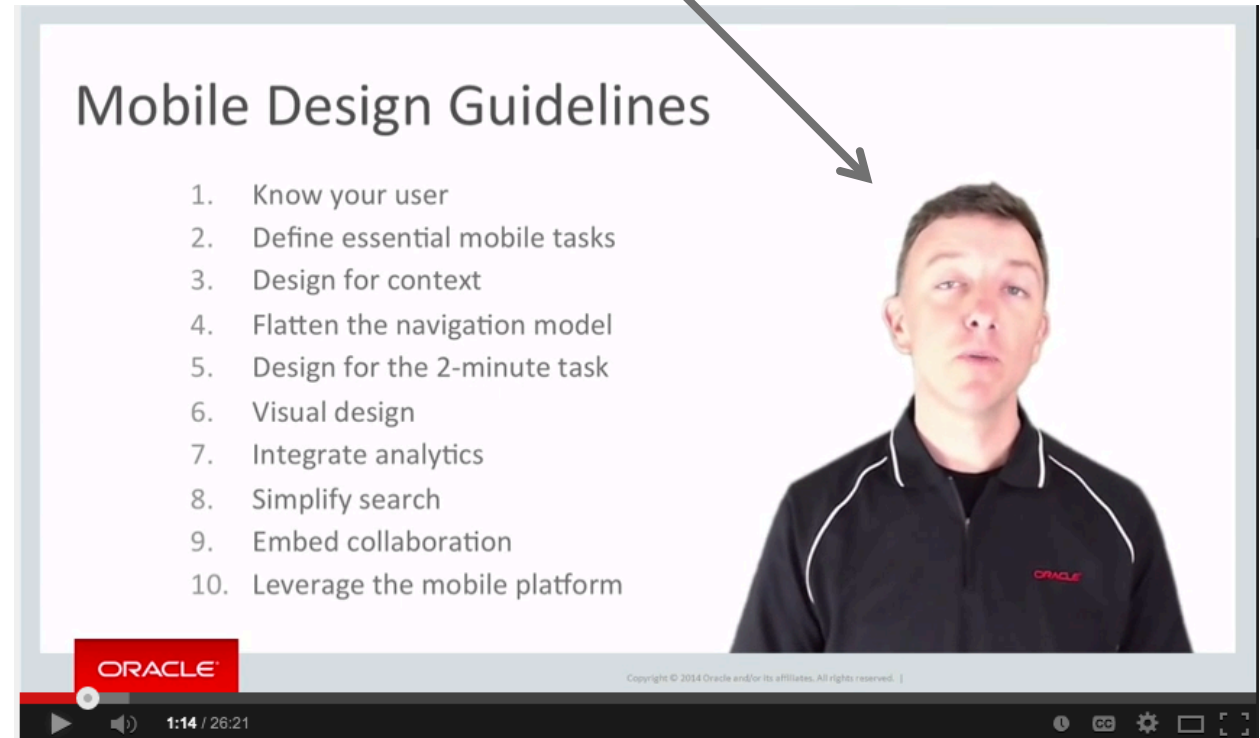 Mobile Design Guidelines
1. Know your user
2. Define essential mobile tasks
3. Design for context
4. Flatten the navigation model
5. Design for the 2-minute task
6. Visual design
7. Integrate analytics
8. Simplify search
9. Embed collaboration
10. Leverage the mobile platform
ORACLE
ORACLE
Copyright © 2014 Oracle and/or its affiliates. All rights reserved. |
1:14 / 26:21
CC